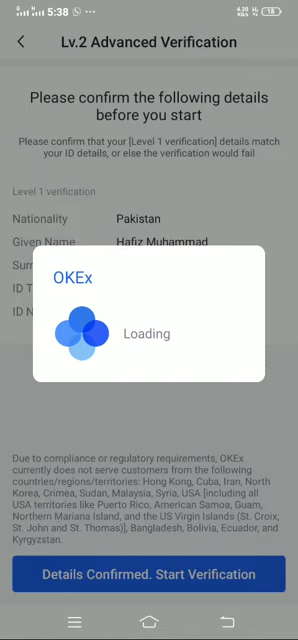 5:38
4.20 KB/s
18
Lv.2 Advanced Verification
Please confirm the following details
before you start
Please confirm that your [Level 1 verification] details match
your ID details, or else the verification would fail
Level 1 verification
Nationality Pakistan
Given Name Hafiz Muhammad
Sur
ID T
ID N
OKEx
Loading
Due to compliance or regulatory requirements, OKEx
currently does not serve customers from the following
countries/regions/territories: Hong Kong, Cuba, Iran, North
Korea, Crimea, Sudan, Malaysia, Syria, USA [including all
USA territories like Puerto Rico, American Samoa, Guam,
Northern Mariana Island, and the US Virgin Islands (St. Croix,
St. John and St. Thomas)], Bangladesh, Bolivia, Ecuador, and
Kyrgyzstan.
Details Confirmed. Start Verification